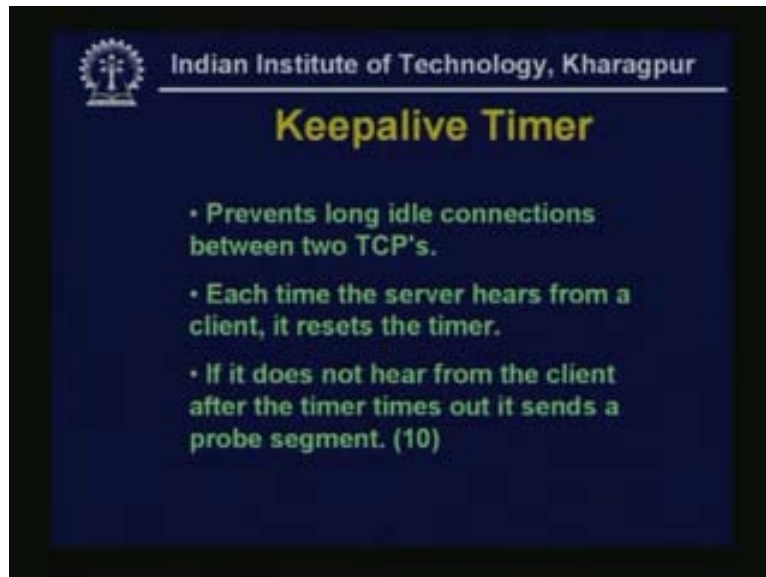 Indian Institute of Technology, Kharagpur
Keepalive Timer
• Prevents long idle connections
between two TCP's.
• Each time the server hears from a
client, it resets the timer.
• If it does not hear from the client
after the timer times out it sends a
probe segment. (10)